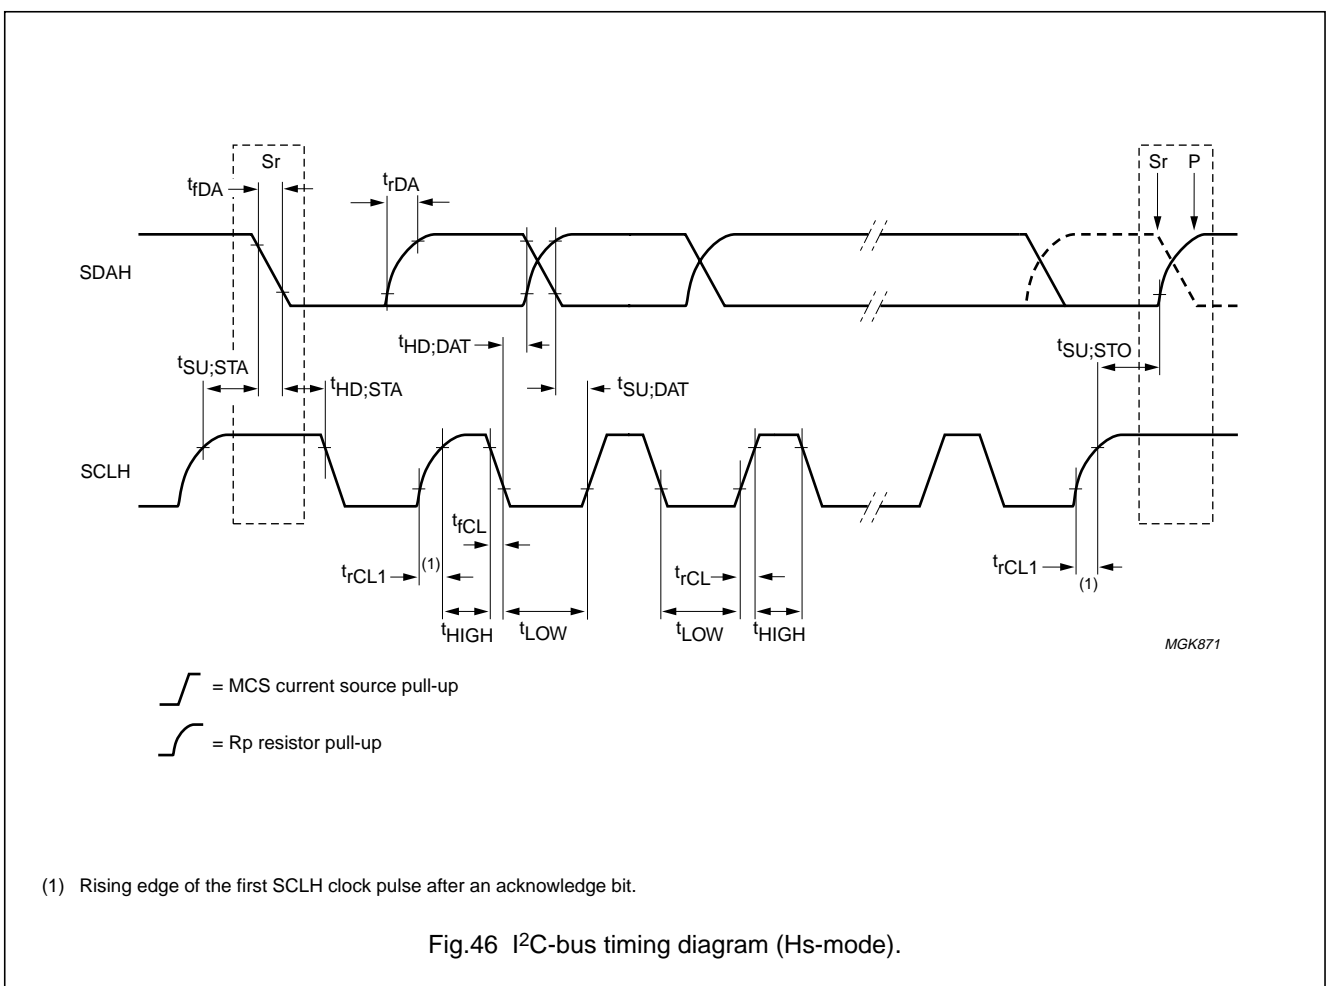 Sr
Sr P
tfDA
trDA
SDAH
tHD;DAT
tSU;STO
tSU;STA
tHD;STA
tSU;DAT
SCLH
tfCL
trCL1
(1)
trCL
trCL1
(1)
tHIGH
tLOW
tLOW
tHIGH
MGK871
= MCS current source pull-up
= Rp resistor pull-up
(1) Rising edge of the first SCLH clock pulse after an acknowledge bit.
Fig.46 I2C-bus timing diagram (Hs-mode).